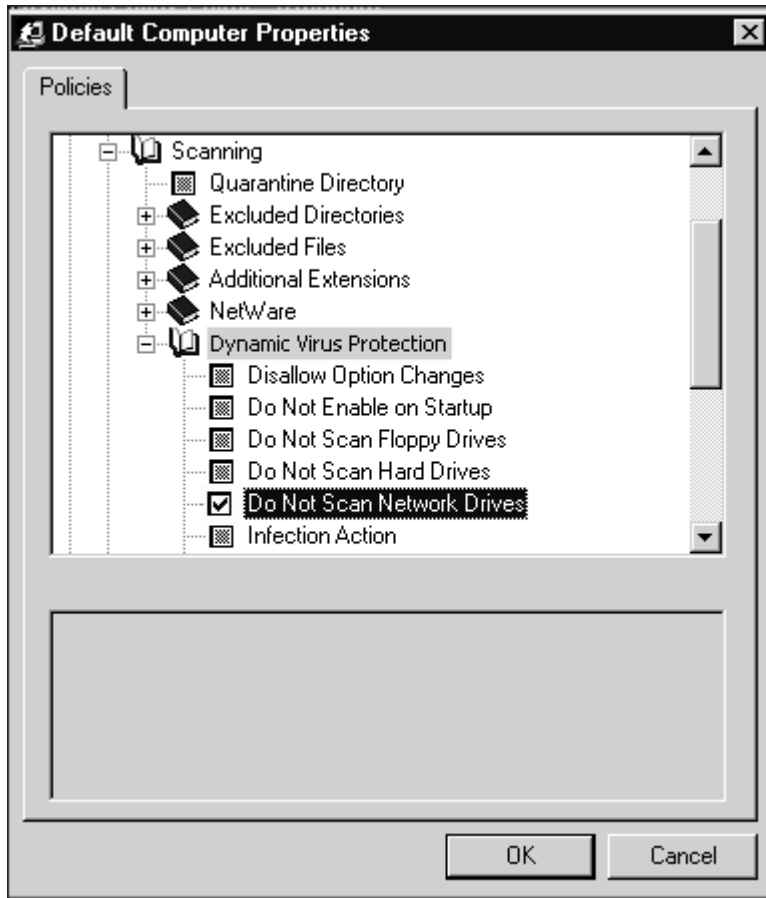 Default Computer Properties
Policies
Scanning
Quarantine Directory
Excluded Directories
Excluded Files
Additional Extensions
NetWare
Dynamic Virus Protection
Disallow Option Changes
Do Not Enable on Startup
Do Not Scan Floppy Drives
Do Not Scan Hard Drives
Do Not Scan Network Drives
Infection Action
OK Cancel